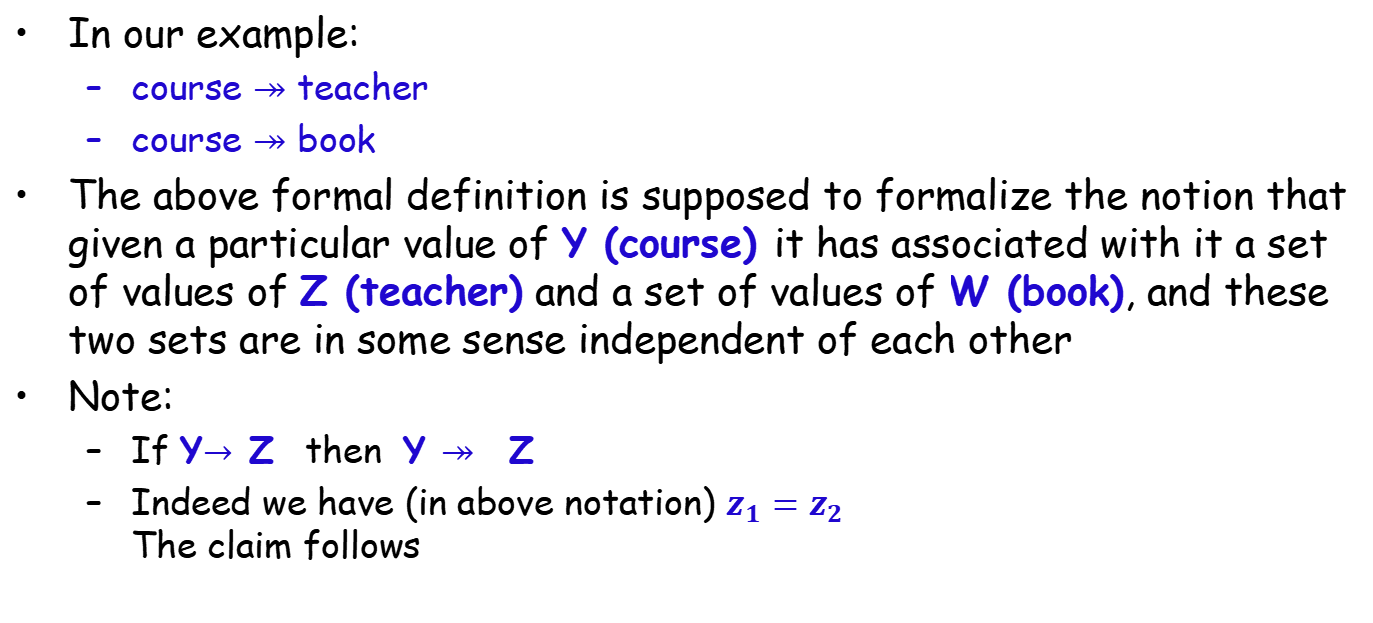 • In our example:
– course ↠ teacher
– course ↠ book
• The above formal definition is supposed to formalize the notion that
given a particular value of Y (course) it has associated with it a set
of values of Z (teacher) and a set of values of W (book), and these
two sets are in some sense independent of each other
• Note:
– If Y→ Z then Y ↠ Z
– Indeed we have (in above notation) z₁ = z₂
The claim follows